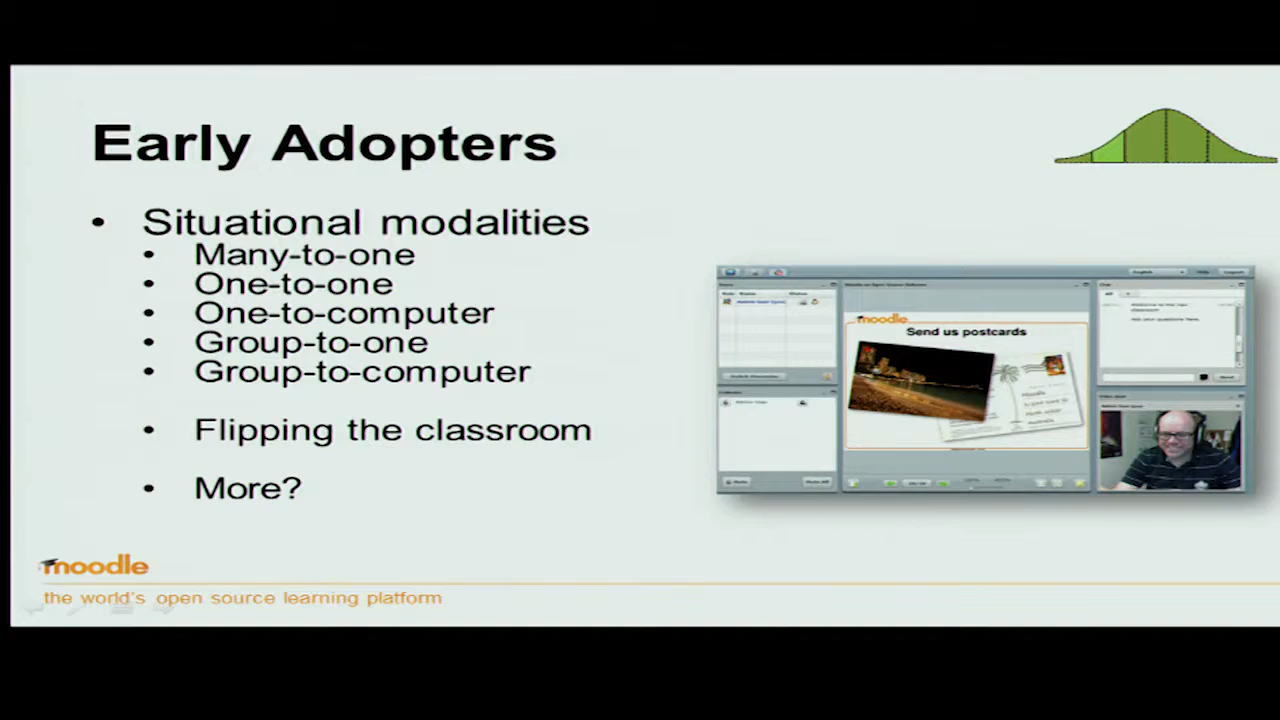 Early Adopters
• Situational modalities
• Many-to-one
• One-to-one
• One-to-computer
• Group-to-one
• Group-to-computer
• Flipping the classroom
• More?
moodle
Send us postcards
moodle
the world's open source learning platform